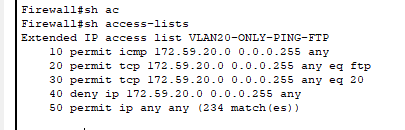 Firewall#sh ac
Firewall#sh access-lists
Extended IP access list VLAN20-ONLY-PING-FTP
10 permit icmp 172.59.20.0 0.0.0.255 any
20 permit tcp 172.59.20.0 0.0.0.255 any eq ftp
30 permit tcp 172.59.20.0 0.0.0.255 any eq 20
40 deny ip 172.59.20.0 0.0.0.255 any
50 permit ip any any (234 match(es))